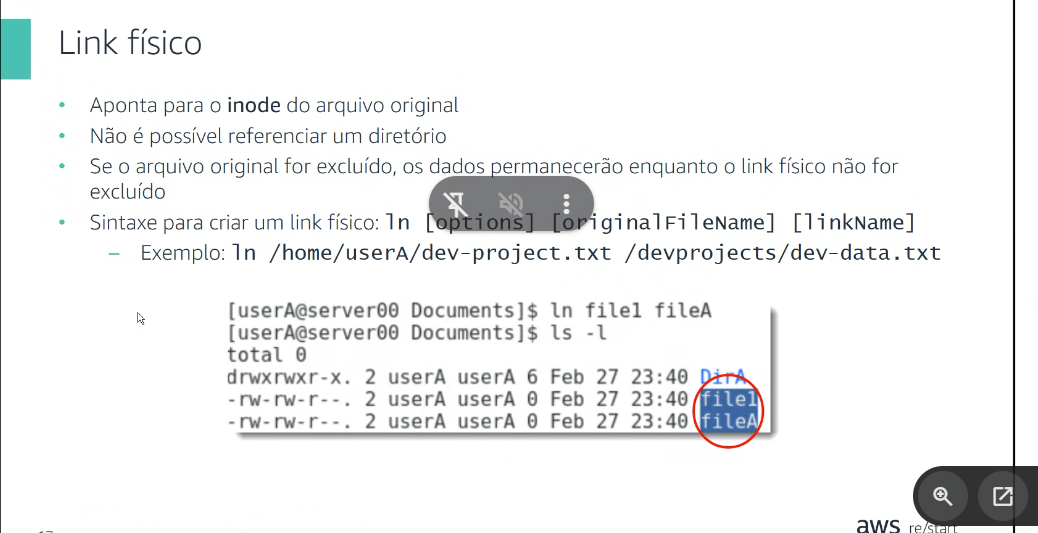 Link físico
• Aponta para o inode do arquivo original
• Não é possível referenciar um diretório
• Se o arquivo original for excluído, os dados permanecerão enquanto o link físico não for
excluído
• Sintaxe para criar um link físico: ln [options] [originalFileName] [linkName]
– Exemplo: ln /home/userA/dev-project.txt /devprojects/dev-data.txt
[userA@server00 Documents]$ ln file1 fileA
[userA@server00 Documents]$ ls -l
total 0
drwxrwxr-x. 2 userA userA 6 Feb 27 23:40 DirA
-rw-rw-r--. 2 userA userA 0 Feb 27 23:40 file1
-rw-rw-r--. 2 userA userA 0 Feb 27 23:40 fileA
aws re/start